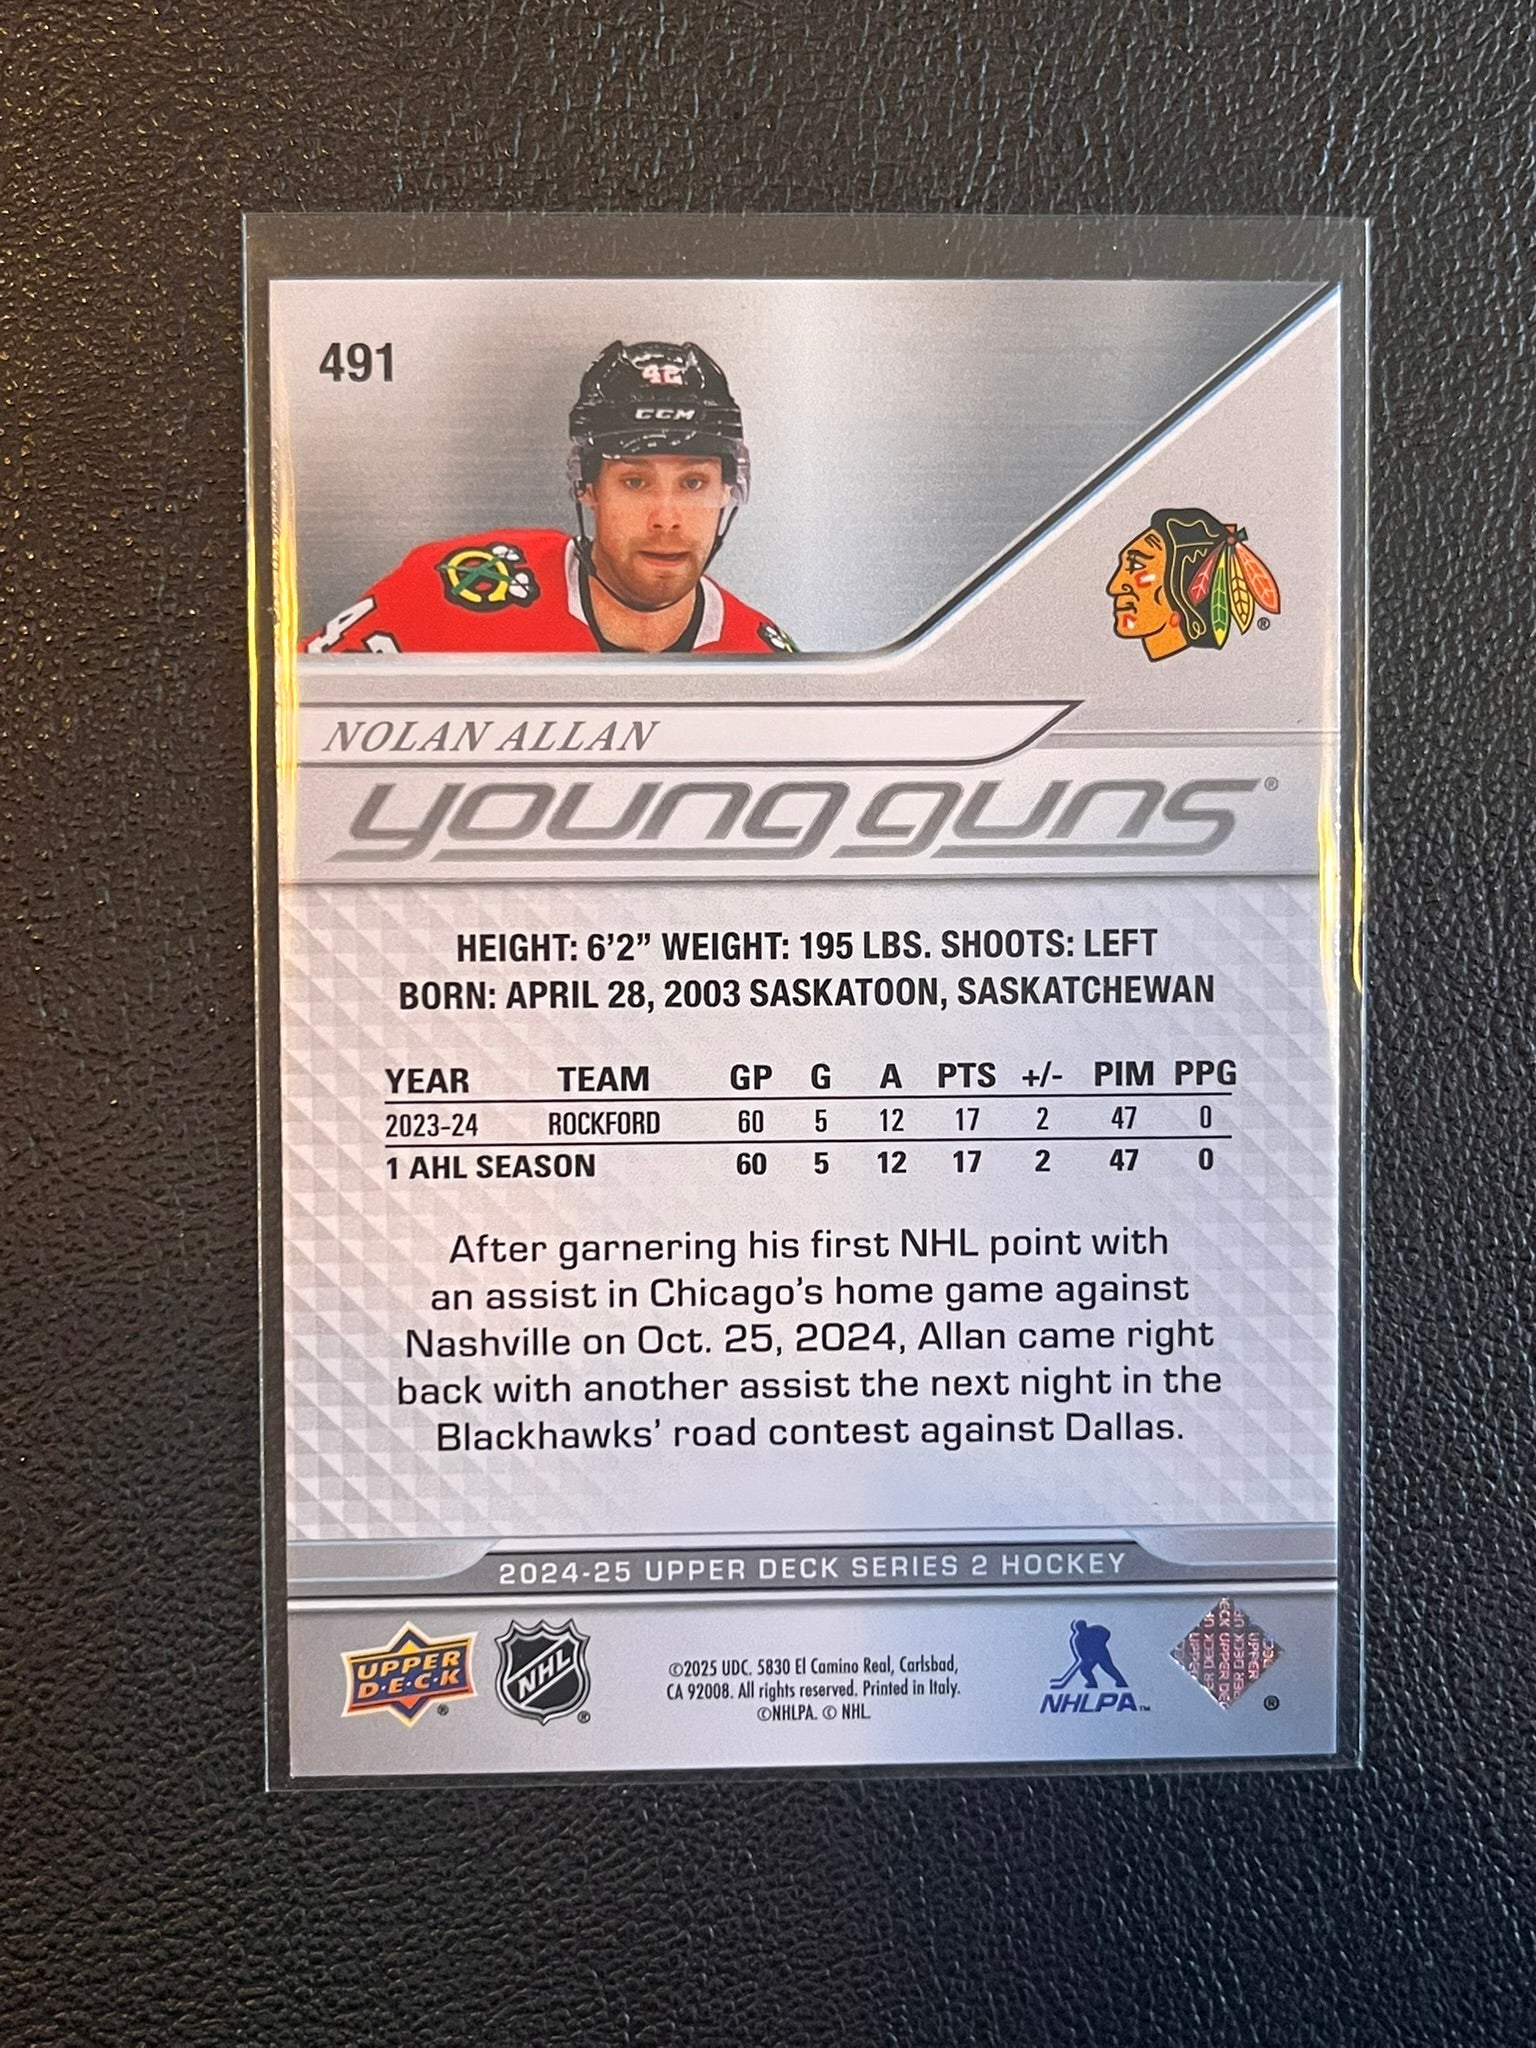 491
42
CCM
42
NOLAN ALLAN
young guns®
HEIGHT: 6’2” WEIGHT: 195 LBS. SHOOTS: LEFT
BORN: APRIL 28, 2003 SASKATOON, SASKATCHEWAN
YEAR TEAM GP G A PTS +/- PIM PPG
2023-24 ROCKFORD 60 5 12 17 2 47 0
1 AHL SEASON 60 5 12 17 2 47 0
After garnering his first NHL point with
an assist in Chicago’s home game against
Nashville on Oct. 25, 2024, Allan came right
back with another assist the next night in the
Blackhawks’ road contest against Dallas.
2024-25 UPPER DECK SERIES 2 HOCKEY
UPPER
D·E·C·K
®
NHL
®
©2025 UDC. 5830 El Camino Real, Carlsbad,
CA 92008. All rights reserved. Printed in Italy.
©NHLPA. © NHL.
NHLPA™
UPPER DECK
®